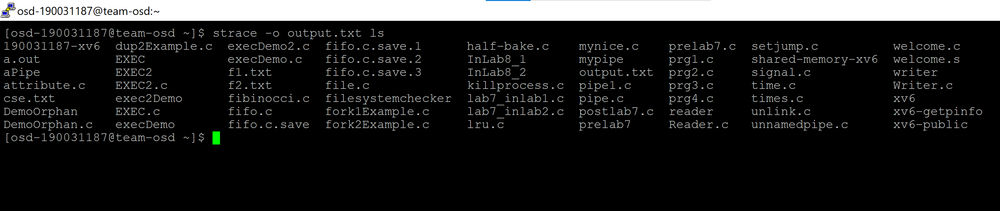 osd-190031187@team-osd:~
[osd-190031187@team-osd ~]$ strace -o output.txt ls
190031187-xv6  dup2Example.c  execDemo2.c  fifo.c.save.1      half-bake.c    mynice.c    prelab7.c  setjump.c          welcome.c
a.out          EXEC           execDemo.c   fifo.c.save.2      InLab8_1       mypipe      prg1.c     shared-memory-xv6  welcome.s
aPipe          EXEC2          f1.txt       fifo.c.save.3      InLab8_2       output.txt  prg2.c     signal.c           writer
attribute.c    EXEC2.c        f2.txt       file.c             killprocess.c  pipe1.c     prg3.c     time.c             Writer.c
cse.txt        exec2Demo      fibinocci.c  filesystemchecker  lab7_inlab1.c  pipe.c      prg4.c     times.c            xv6
DemoOrphan     EXEC.c         fifo.c       fork1Example.c     lab7_inlab2.c  postlab7.c  reader     unlink.c           xv6-getpinfo
DemoOrphan.c   execDemo       fifo.c.save  fork2Example.c     lru.c          prelab7     Reader.c   unnamedpipe.c      xv6-public
[osd-190031187@team-osd ~]$